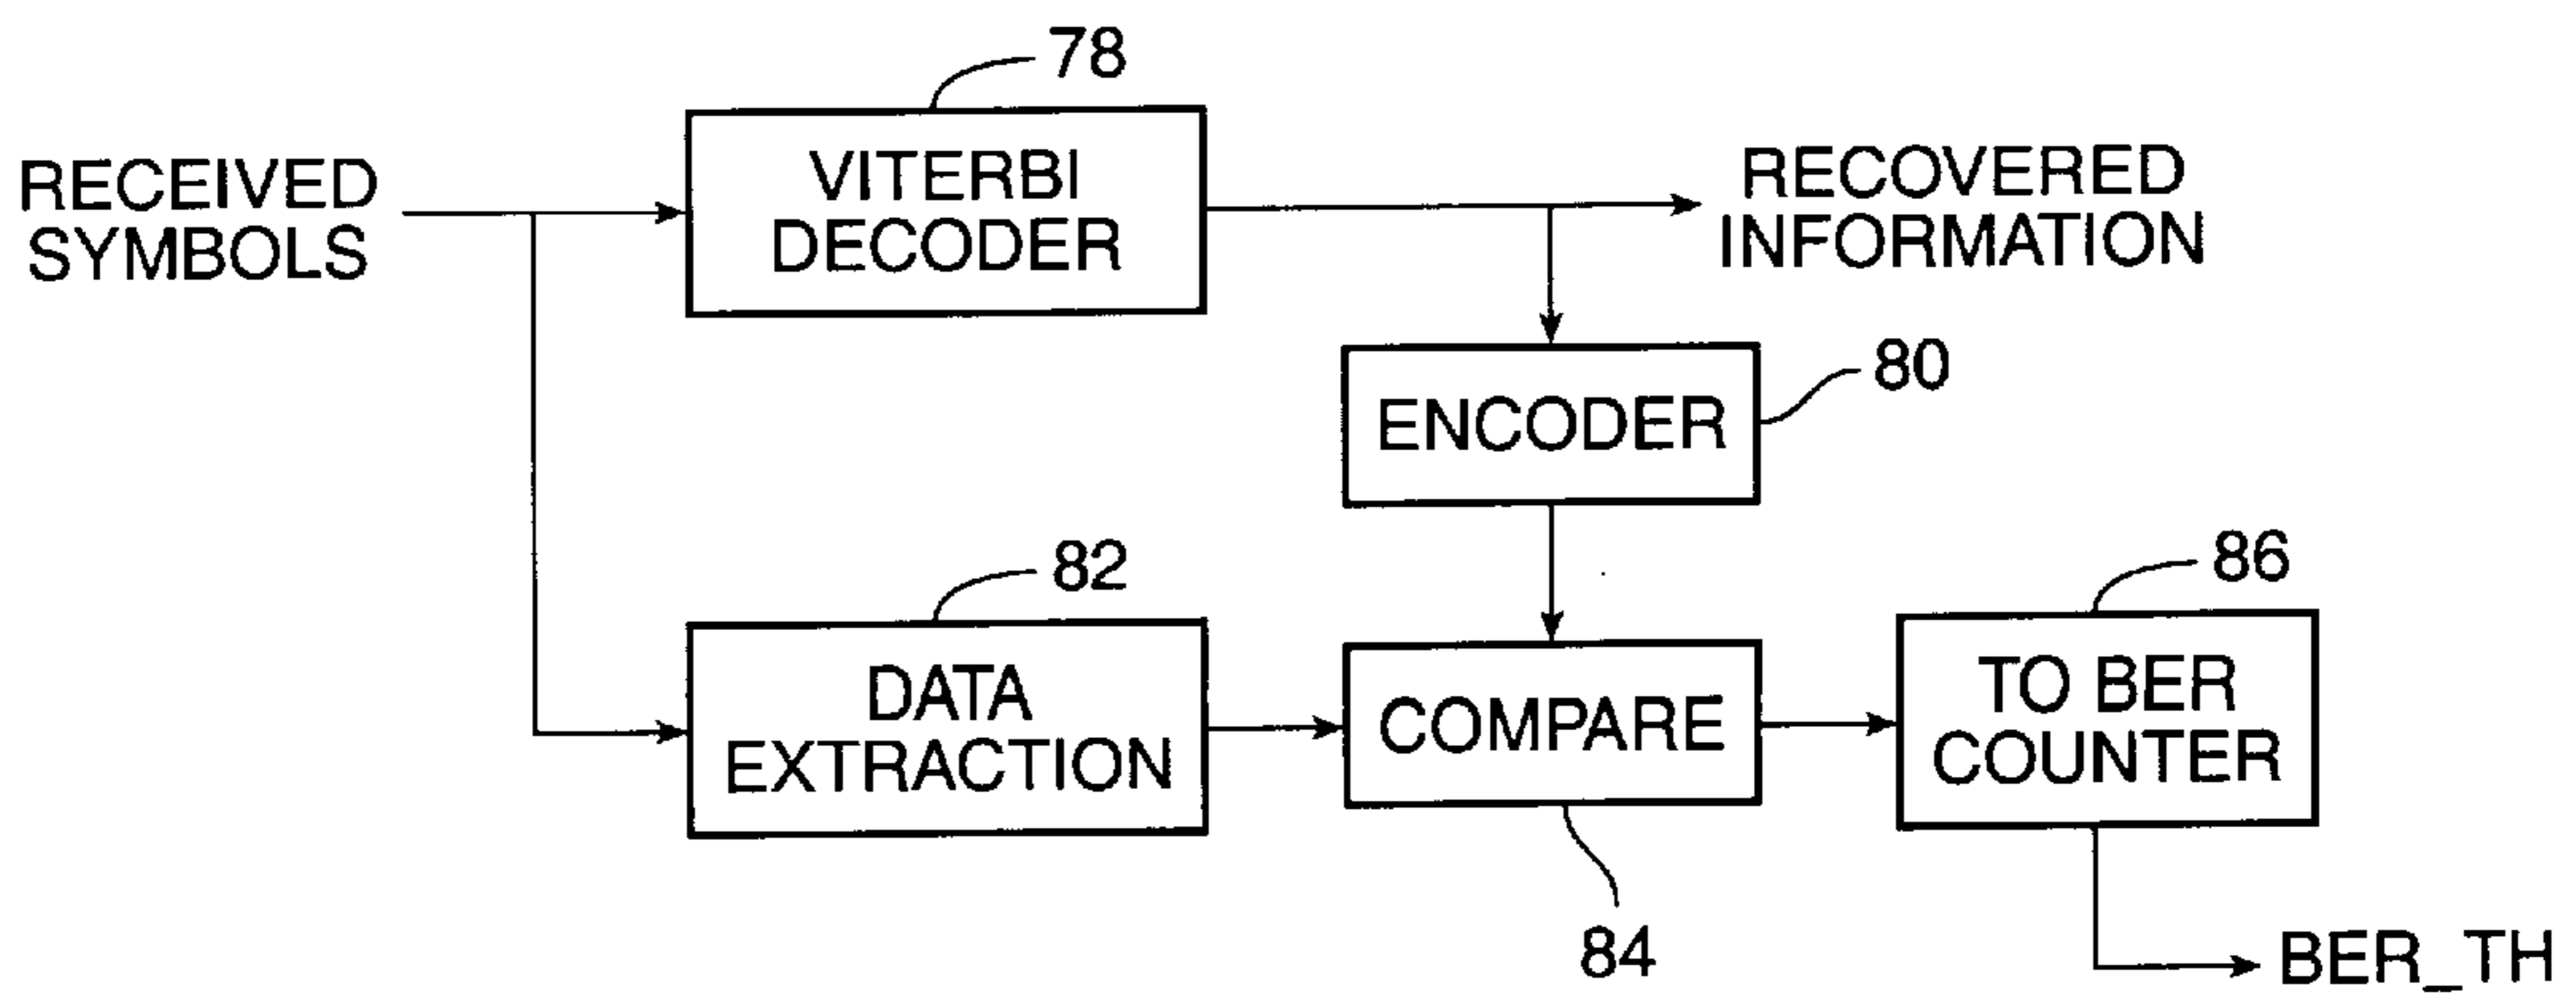 78
RECEIVED
SYMBOLS
VITERBI
DECODER
RECOVERED
INFORMATION
80
ENCODER
82
86
DATA
EXTRACTION
COMPARE
TO BER
COUNTER
84
BER_TH